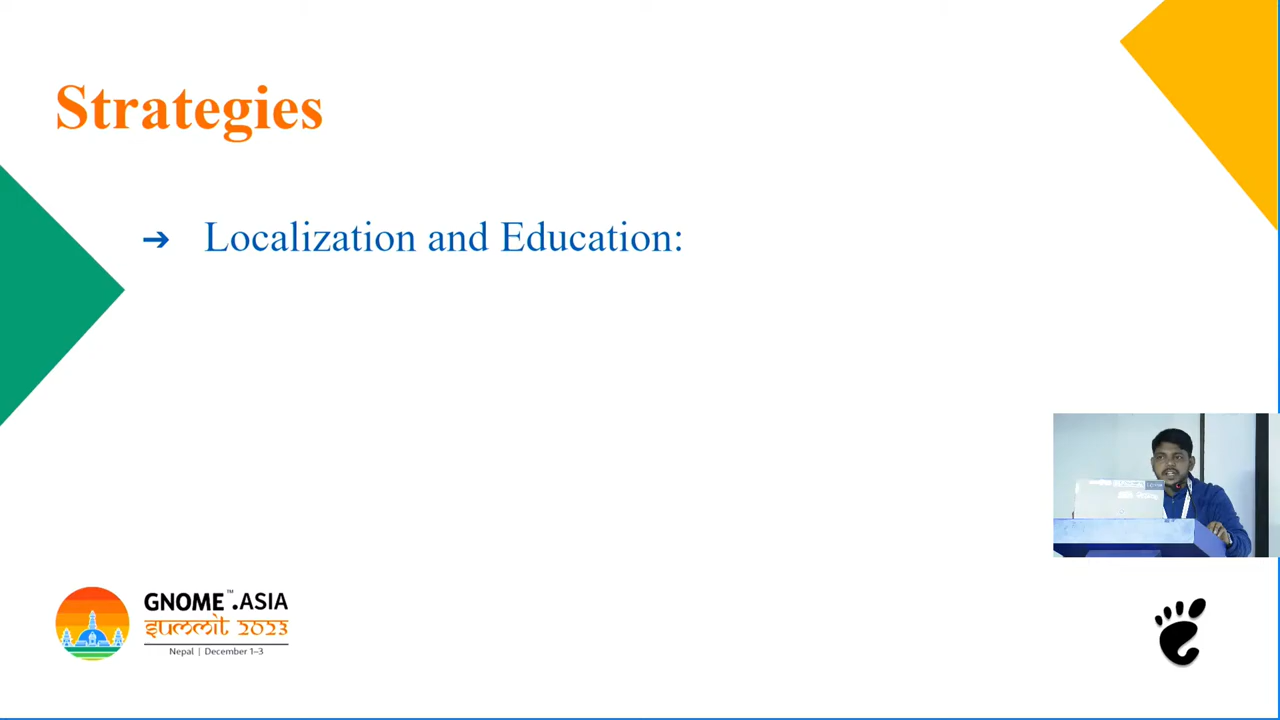 Strategies
➔ Localization and Education:
GNOME™.ASIA
summit 2023
Nepal | December 1–3